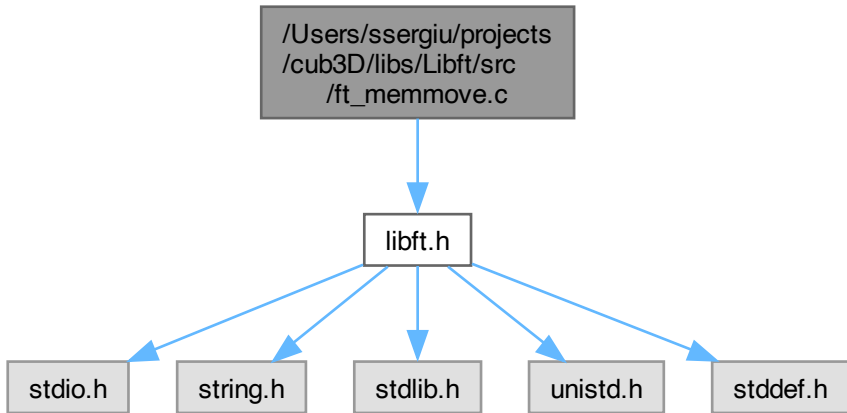 /Users/ssergiu/projects
/cub3D/libs/Libft/src
/ft_memmove.c
libft.h
stdio.h
string.h
stdlib.h
unistd.h
stddef.h